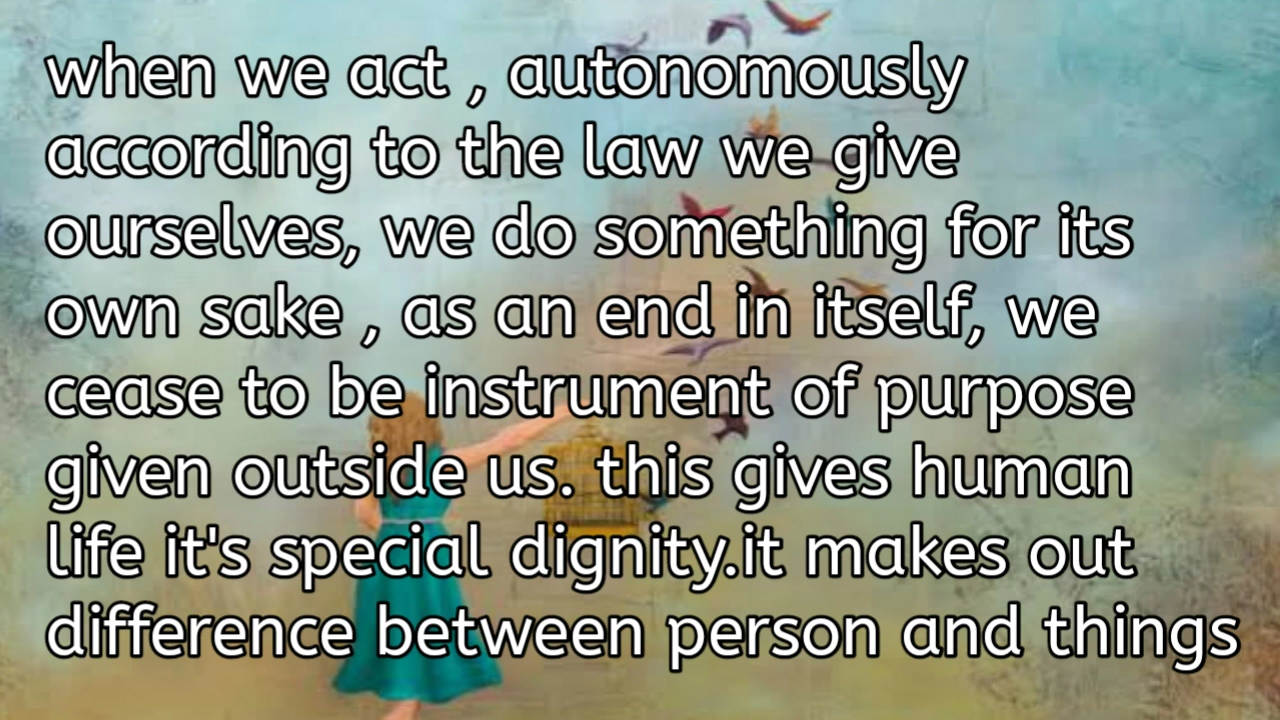 when we act , autonomously
according to the law we give
ourselves, we do something for its
own sake , as an end in itself, we
cease to be instrument of purpose
given outside us. this gives human
life it's special dignity.it makes out
difference between person and things